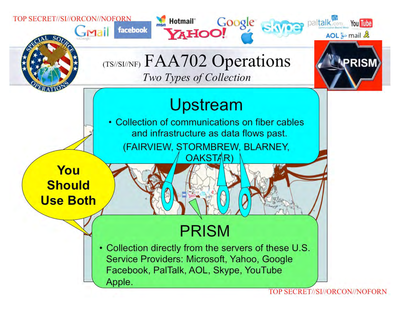 TOP SECRET//SI//ORCON//NOFORN
Gmail
facebook
Hotmail
YAHOO!
Google
skype
paltalk.com
YouTube
AOL mail
SPECIAL SOURCE
OPERATIONS
(TS//SI//NF) FAA702 Operations
Two Types of Collection
PRISM
Upstream
• Collection of communications on fiber cables
and infrastructure as data flows past.
(FAIRVIEW, STORMBREW, BLARNEY,
OAKSTAR)
You
Should
Use Both
PRISM
• Collection directly from the servers of these U.S.
Service Providers: Microsoft, Yahoo, Google
Facebook, PalTalk, AOL, Skype, YouTube
Apple.
TOP SECRET//SI//ORCON//NOFORN